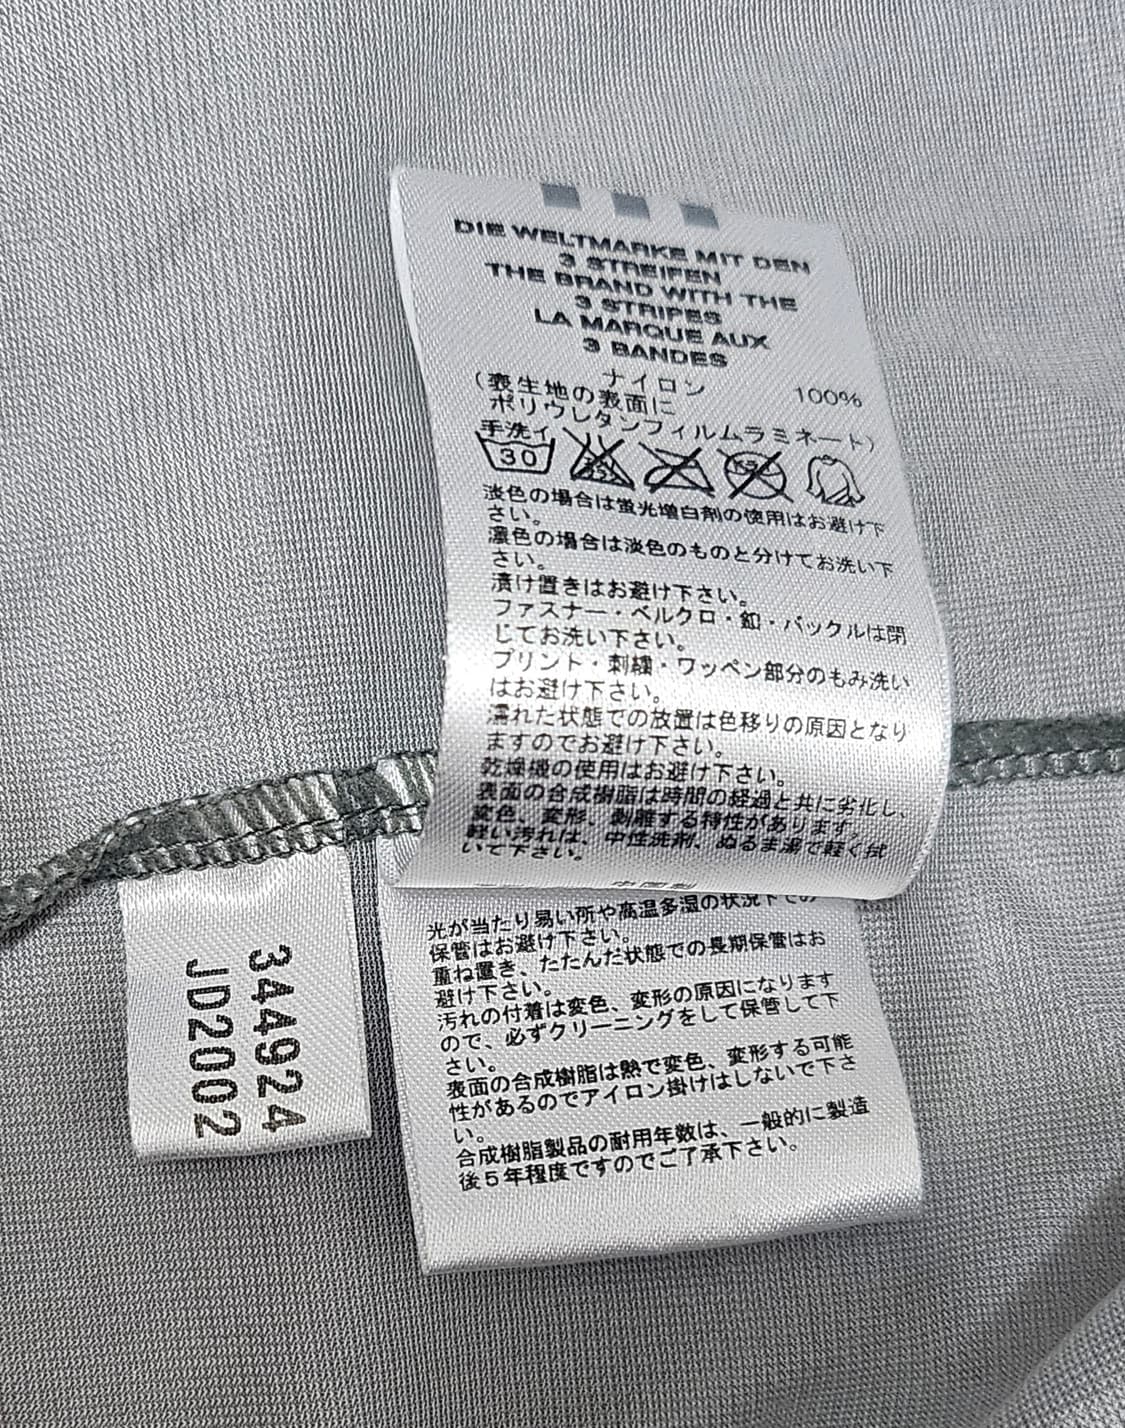 DIE WELTMARKE MIT DEN
3 STREIFEN
THE BRAND WITH THE
3 STRIPES
LA MARQUE AUX
3 BANDES
ナイロン 100%
(裏生地の表面に
ポリウレタンフィルムラミネート)
手洗イ
30
淡色の場合は蛍光増白剤の使用はお避け下
さい。
濃色の場合は淡色のものと分けてお洗い下
さい。
漬け置きはお避け下さい。
ファスナー・ベルクロ・釦・バックルは閉
じてお洗い下さい。
プリント・刺繍・ワッペン部分のもみ洗い
はお避け下さい。
濡れた状態での放置は色移りの原因となり
ますのでお避け下さい。
乾燥機の使用はお避け下さい。
表面の合成樹脂は時間の経過と共に劣化し、
変色、変形、剥離する特性があります。
軽い汚れは、中性洗剤、ぬるま湯で軽く拭
いて下さい。
中国製
光が当たり易い所や高温多湿の状況下での
保管はお避け下さい。
重ね置き、たたんだ状態での長期保管はお
避け下さい。
汚れの付着は変色、変形の原因になります
ので、必ずクリーニングをして保管して下
さい。
表面の合成樹脂は熱で変色、変形する可能
性があるのでアイロン掛けはしないで下さ
い。
合成樹脂製品の耐用年数は、一般的に製造
後5年程度ですのでご了承下さい。
344924
JD2002